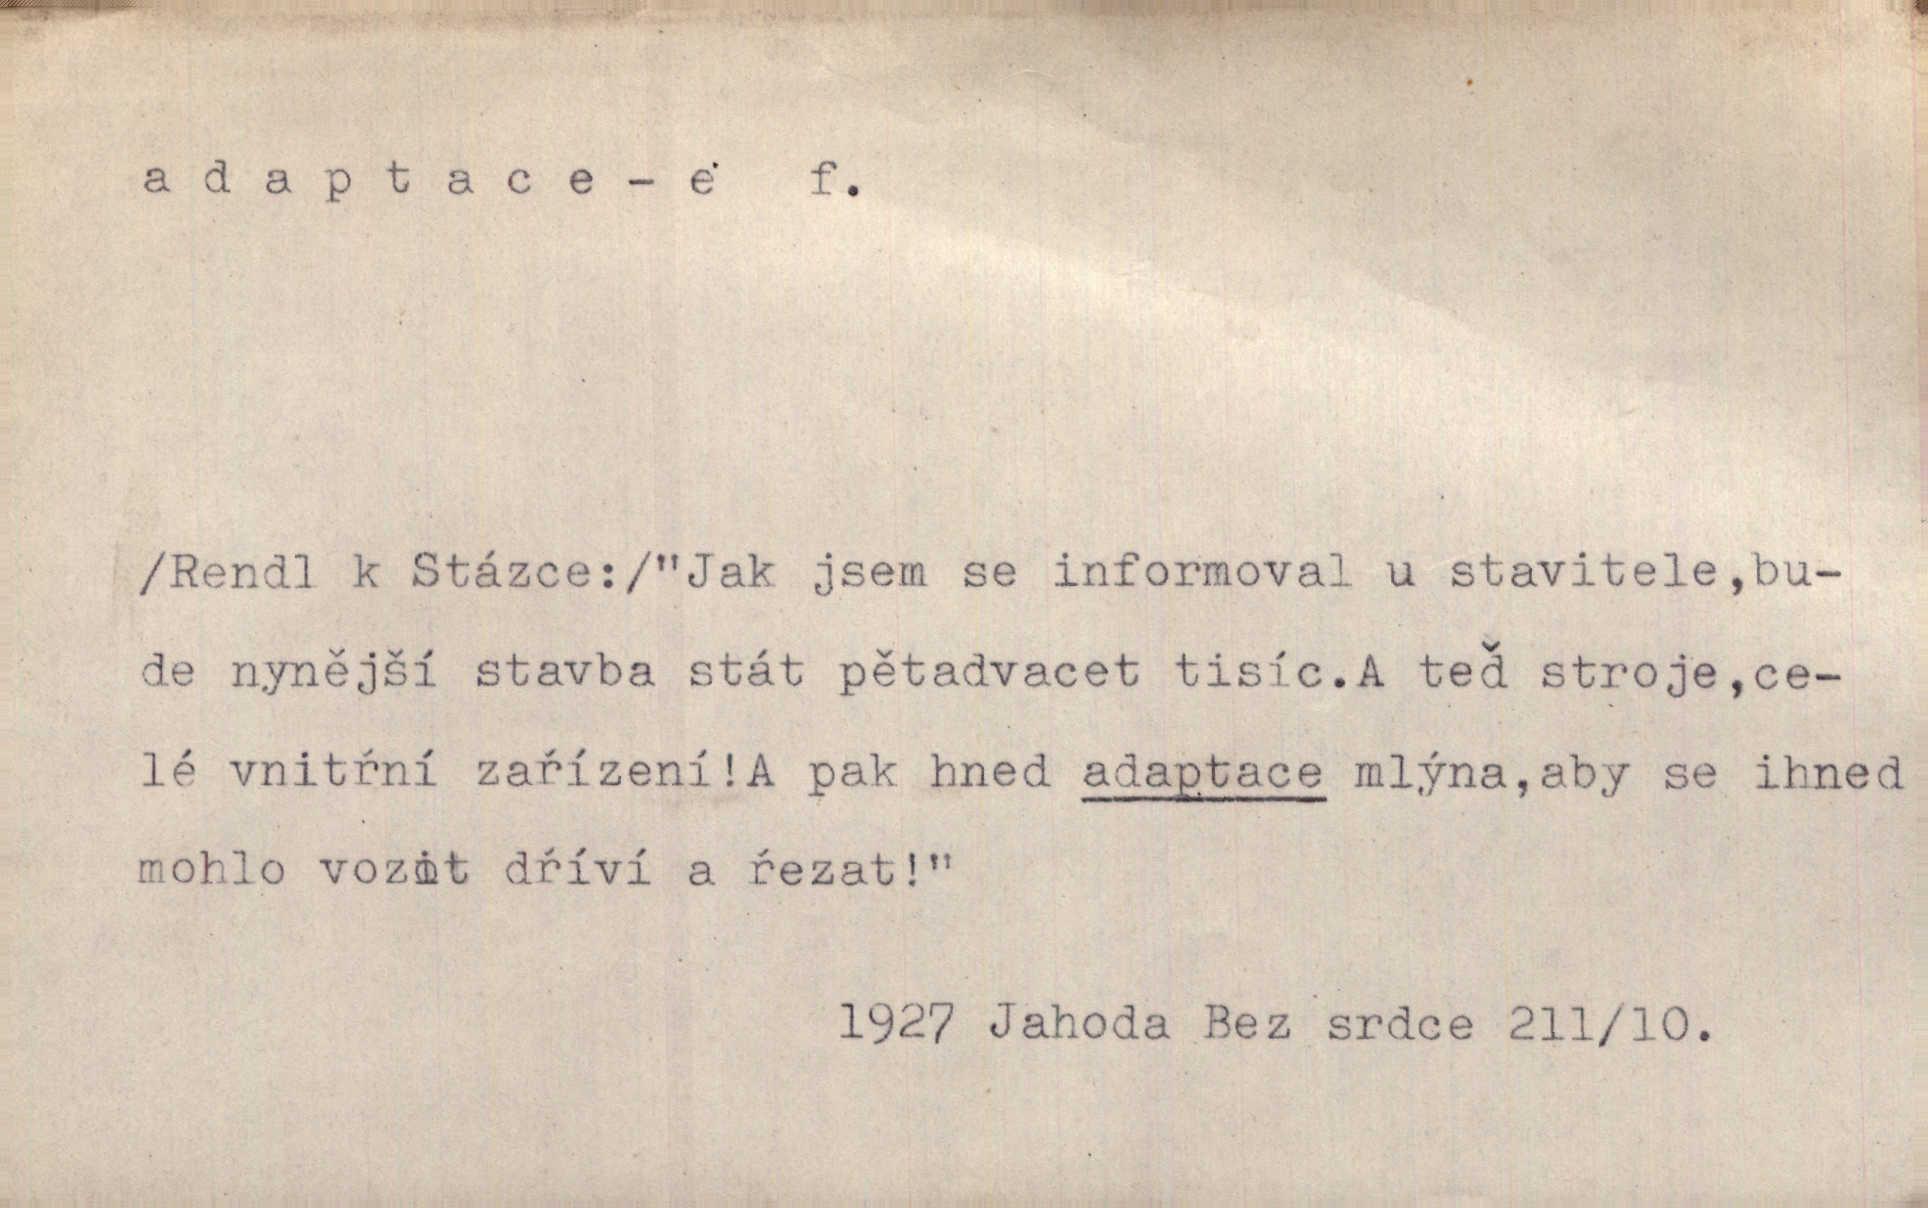 adaptace-e f.
/Rendl k Stázce:/"Jak jsem se informoval u stavitele,bu-
de nynější stavba stát pětadvacet tisíc.A teď stroje,ce-
lé vnitřní zařízení!A pak hned adaptace mlýna,aby se ihned
mohlo vozit dříví a řezat!"
1927 Jahoda Bez srdce 211/10.